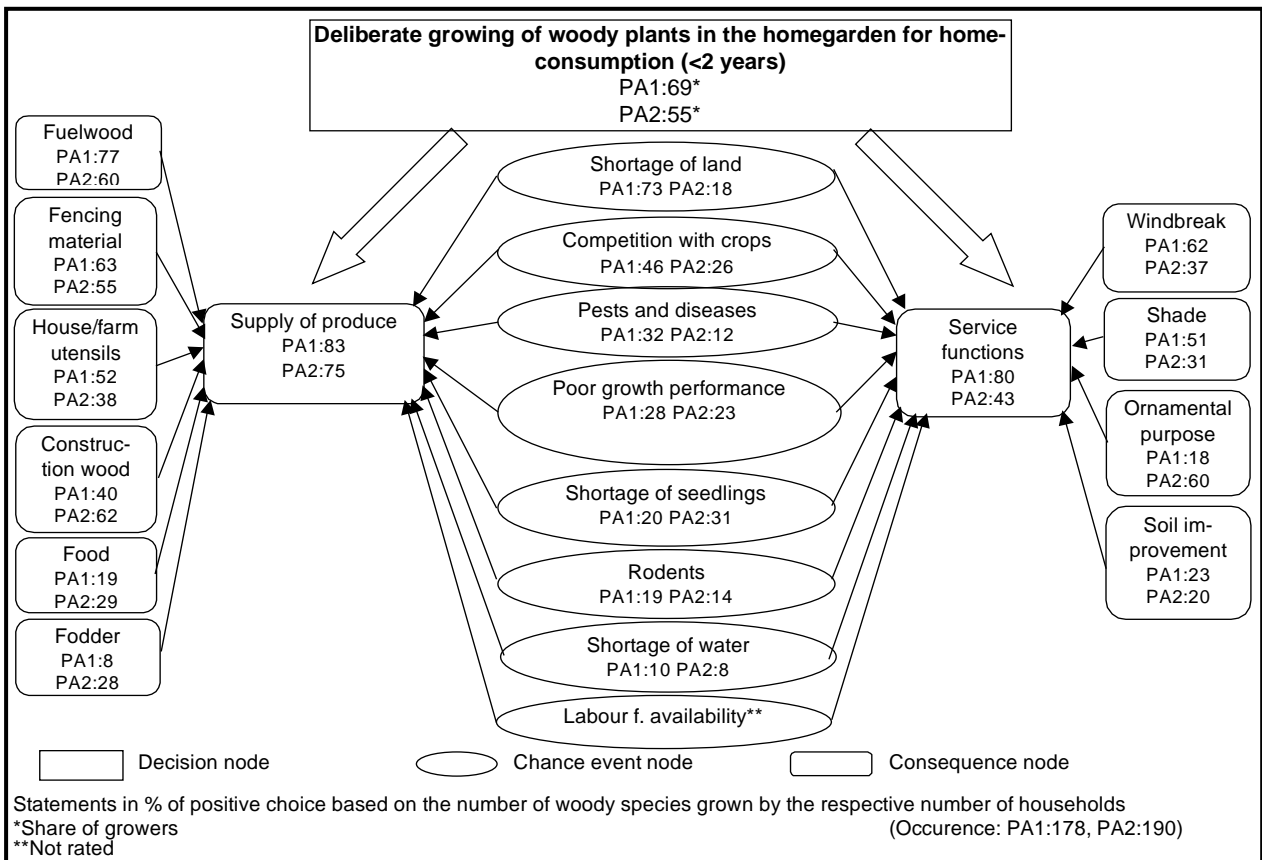 Deliberate growing of woody plants in the homegarden for home-
consumption (<2 years)
PA1:69*
PA2:55*
Fuelwood
PA1:77
PA2:60
Fencing
material
PA1:63
PA2:55
House/farm
utensils
PA1:52
PA2:38
Construc-
tion wood
PA1:40
PA2:62
Food
PA1:19
PA2:29
Fodder
PA1:8
PA2:28
Supply of produce
PA1:83
PA2:75
Shortage of land
PA1:73 PA2:18
Competition with crops
PA1:46 PA2:26
Pests and diseases
PA1:32 PA2:12
Poor growth performance
PA1:28 PA2:23
Shortage of seedlings
PA1:20 PA2:31
Rodents
PA1:19 PA2:14
Shortage of water
PA1:10 PA2:8
Labour f. availability**
Service
functions
PA1:80
PA2:43
Windbreak
PA1:62
PA2:37
Shade
PA1:51
PA2:31
Ornamental
purpose
PA1:18
PA2:60
Soil im-
provement
PA1:23
PA2:20
Decision node
Chance event node
Consequence node
Statements in % of positive choice based on the number of woody species grown by the respective number of households
*Share of growers (Occurence: PA1:178, PA2:190)
**Not rated